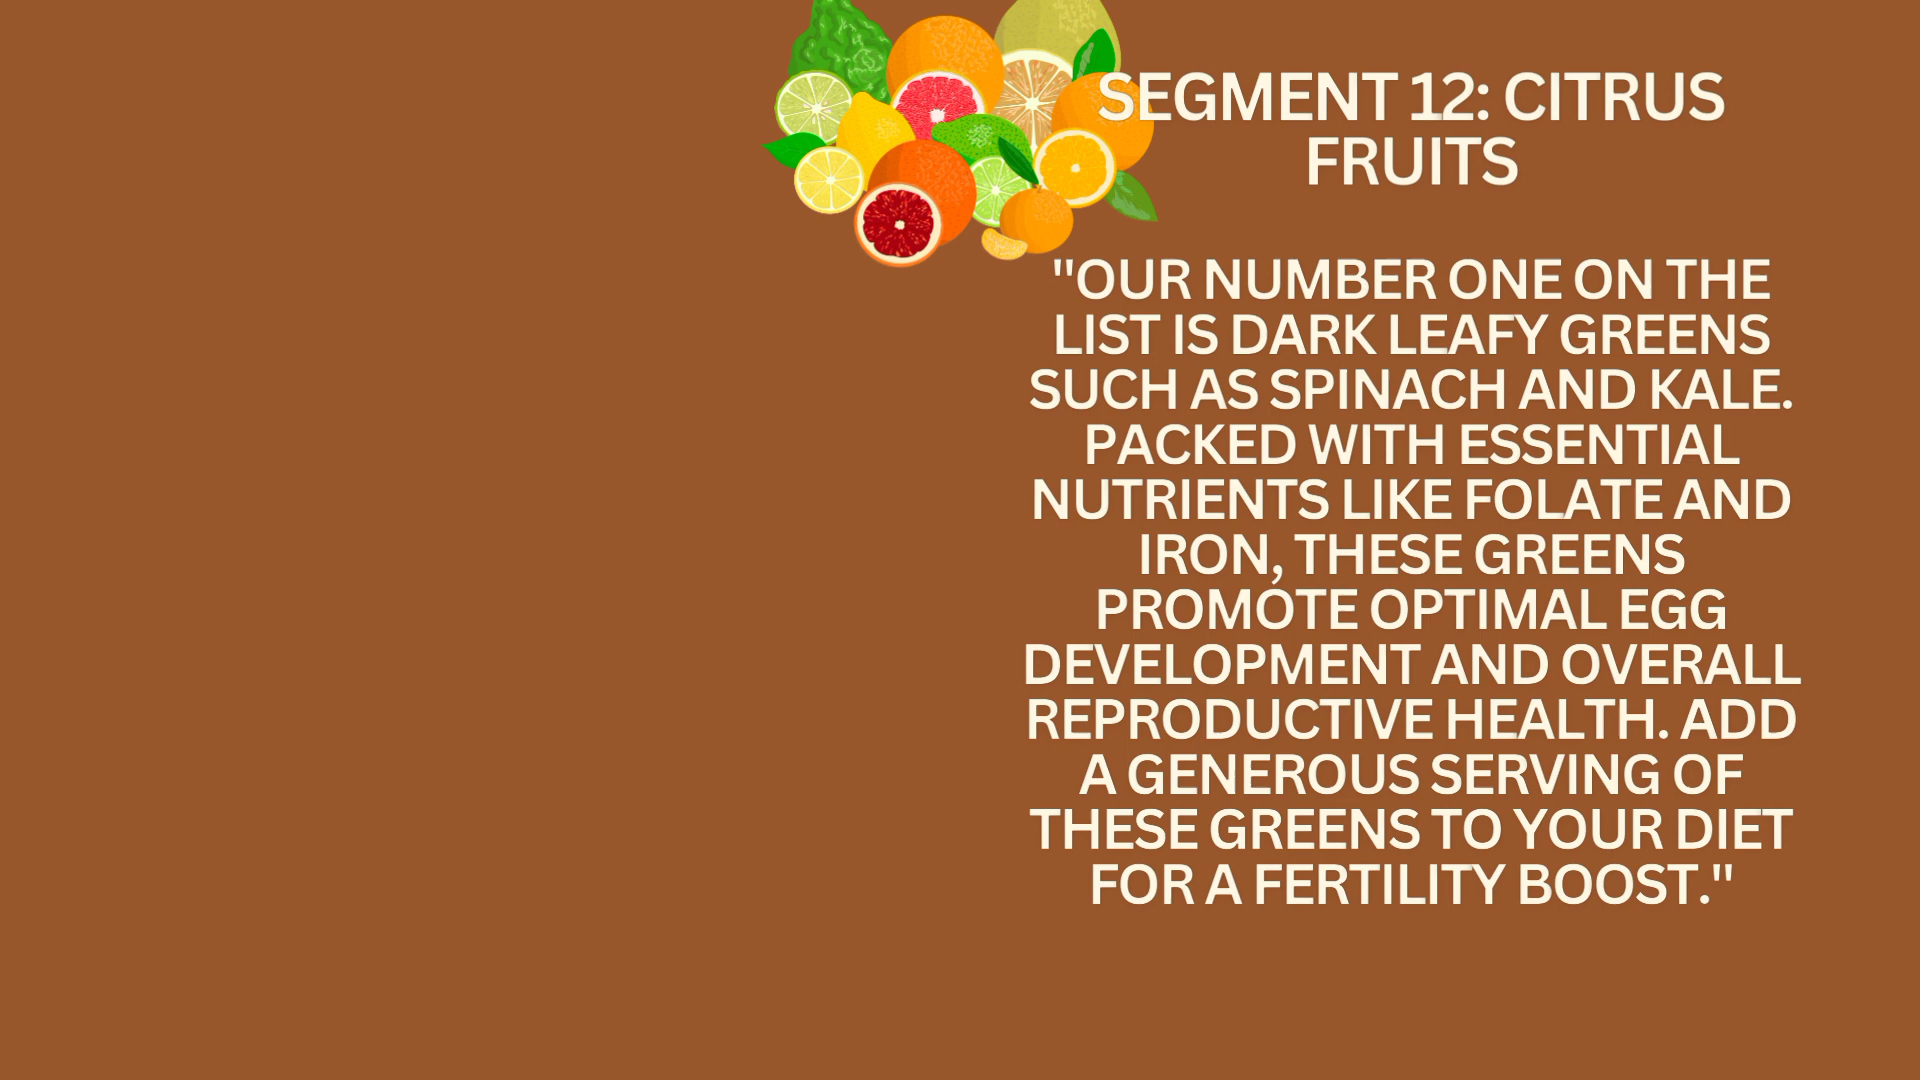 SEGMENT 12: CITRUS
FRUITS
"OUR NUMBER ONE ON THE
LIST IS DARK LEAFY GREENS
SUCH AS SPINACH AND KALE.
PACKED WITH ESSENTIAL
NUTRIENTS LIKE FOLATE AND
IRON, THESE GREENS
PROMOTE OPTIMAL EGG
DEVELOPMENT AND OVERALL
REPRODUCTIVE HEALTH. ADD
A GENEROUS SERVING OF
THESE GREENS TO YOUR DIET
FOR A FERTILITY BOOST."